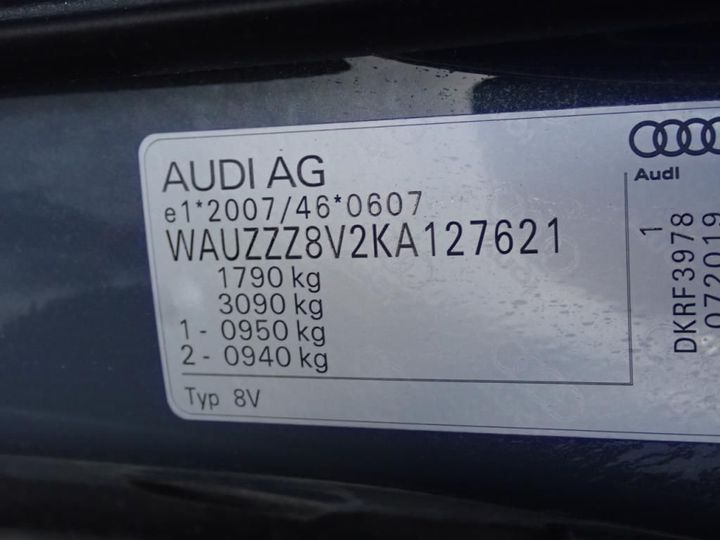 AUDI AG
e1*2007/46*0607
WAUZZZ8V2KA127621
1790 kg
3090 kg
1 - 0950 kg
2 - 0940 kg
Typ 8V
Audi
1
DKRF3978
072019